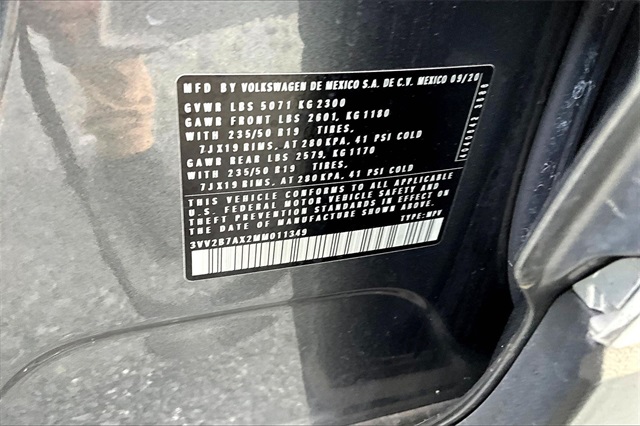 MFD BY VOLKSWAGEN DE MEXICO S.A. DE C.V. MEXICO 09/20
GVWR LBS 5071 KG 2300
GAWR FRONT LBS 2601, KG 1180
WITH 235/50 R19 TIRES,
7JX19 RIMS, AT 280 KPA, 41 PSI COLD
GAWR REAR LBS 2579, KG 1170
WITH 235/50 R19 TIRES,
7JX19 RIMS, AT 280 KPA, 41 PSI COLD
THIS VEHICLE CONFORMS TO ALL APPLICABLE
U.S. FEDERAL MOTOR VEHICLE SAFETY AND
THEFT PREVENTION STANDARDS IN EFFECT ON
THE DATE OF MANUFACTURE SHOWN ABOVE.
3VV2B7AX2MM011349 TYPE: MPV